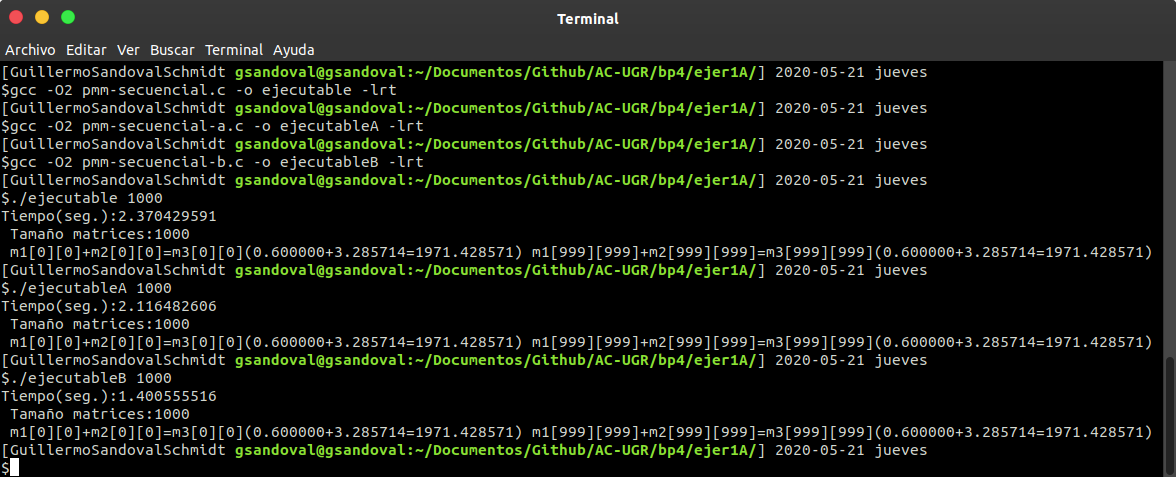 Terminal
Archivo Editar Ver Buscar Terminal Ayuda
[GuillermoSandovalSchmidt gsandoval@gsandoval:~/Documentos/Github/AC-UGR/bp4/ejer1A/] 2020-05-21 jueves
$gcc -O2 pmm-secuencial.c -o ejecutable -lrt
[GuillermoSandovalSchmidt gsandoval@gsandoval:~/Documentos/Github/AC-UGR/bp4/ejer1A/] 2020-05-21 jueves
$gcc -O2 pmm-secuencial-a.c -o ejecutableA -lrt
[GuillermoSandovalSchmidt gsandoval@gsandoval:~/Documentos/Github/AC-UGR/bp4/ejer1A/] 2020-05-21 jueves
$gcc -O2 pmm-secuencial-b.c -o ejecutableB -lrt
[GuillermoSandovalSchmidt gsandoval@gsandoval:~/Documentos/Github/AC-UGR/bp4/ejer1A/] 2020-05-21 jueves
$./ejecutable 1000
Tiempo(seg.):2.370429591
 Tamaño matrices:1000
 m1[0][0]+m2[0][0]=m3[0][0](0.600000+3.285714=1971.428571) m1[999][999]+m2[999][999]=m3[999][999](0.600000+3.285714=1971.428571)
[GuillermoSandovalSchmidt gsandoval@gsandoval:~/Documentos/Github/AC-UGR/bp4/ejer1A/] 2020-05-21 jueves
$./ejecutableA 1000
Tiempo(seg.):2.116482606
 Tamaño matrices:1000
 m1[0][0]+m2[0][0]=m3[0][0](0.600000+3.285714=1971.428571) m1[999][999]+m2[999][999]=m3[999][999](0.600000+3.285714=1971.428571)
[GuillermoSandovalSchmidt gsandoval@gsandoval:~/Documentos/Github/AC-UGR/bp4/ejer1A/] 2020-05-21 jueves
$./ejecutableB 1000
Tiempo(seg.):1.400555516
 Tamaño matrices:1000
 m1[0][0]+m2[0][0]=m3[0][0](0.600000+3.285714=1971.428571) m1[999][999]+m2[999][999]=m3[999][999](0.600000+3.285714=1971.428571)
[GuillermoSandovalSchmidt gsandoval@gsandoval:~/Documentos/Github/AC-UGR/bp4/ejer1A/] 2020-05-21 jueves
$